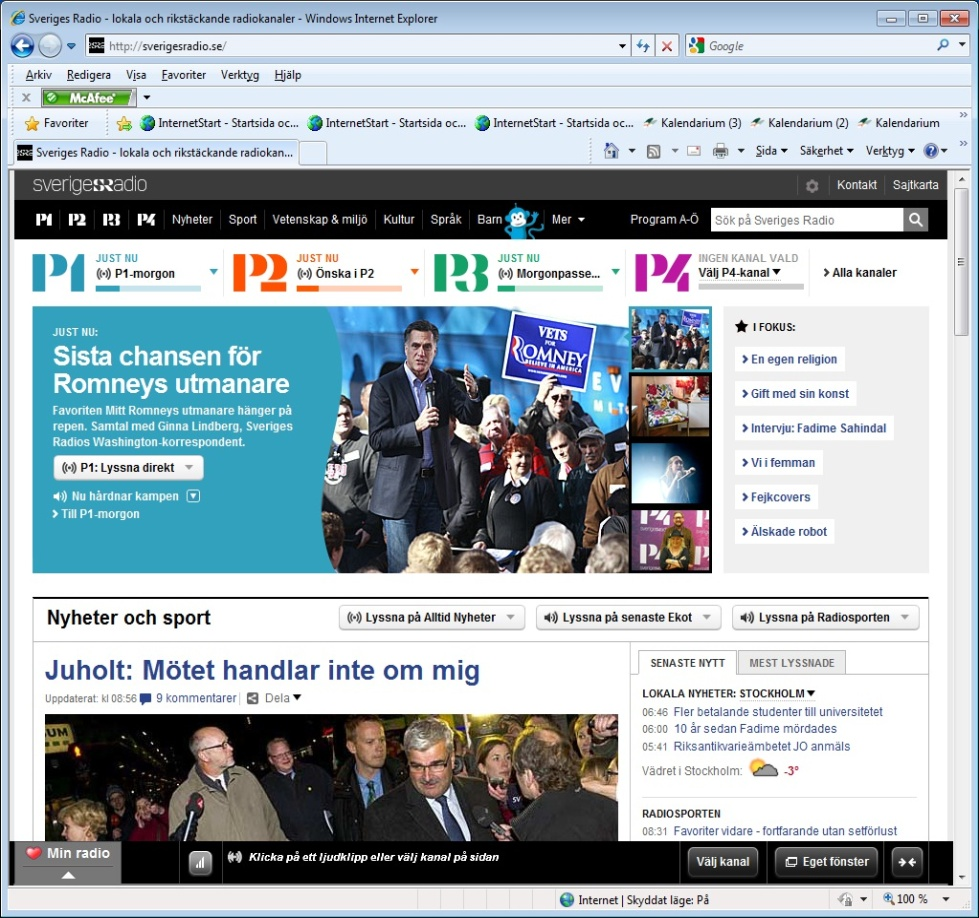 Sveriges Radio - lokala och rikstäckande radiokanaler - Windows Internet Explorer
http://sverigesradio.se/
Google
Arkiv Redigera Visa Favoriter Verktyg Hjälp
x McAfee
Favoriter InternetStart - Startsida oc... InternetStart - Startsida oc... InternetStart - Startsida oc... Kalendarium (3) Kalendarium (2) Kalendarium
Sveriges Radio - lokala och rikstäckande radiokan... Sida Säkerhet Verktyg
sverigesradio Kontakt Sajtkarta
P1 P2 P3 P4 Nyheter Sport Vetenskap & miljö Kultur Språk Barn Mer Program A-Ö Sök på Sveriges Radio
P1 JUST NU
P1-morgon
P2 JUST NU
Önska i P2
P3 JUST NU
Morgonpasse...
P4 INGEN KANAL VALD
Välj P4-kanal
Alla kanaler
JUST NU:
Sista chansen för
Romneys utmanare
Favoriten Mitt Romneys utmanare hänger på
repen. Samtal med Ginna Lindberg, Sveriges
Radios Washington-korrespondent.
P1: Lyssna direkt
Nu hårdnar kampen
Till P1-morgon
VETS
FOR
ROMNEY
BELIEVE IN AMERICA
P4
I FOKUS:
En egen religion
Gift med sin konst
Intervju: Fadime Sahindal
Vi i femman
Fejkcovers
Älskade robot
Nyheter och sport
Lyssna på Alltid Nyheter Lyssna på senaste Ekot Lyssna på Radiosporten
Juholt: Mötet handlar inte om mig
Uppdaterat: kl 08:56 9 kommentarer Dela
UM
SENASTE NYTT MEST LYSSNADE
LOKALA NYHETER: STOCKHOLM
06:46 Fler betalande studenter till universitetet
06:00 10 år sedan Fadime mördades
05:41 Riksantikvarieämbetet JO anmäls
Vädret i Stockholm: -3°
RADIOSPORTEN
08:31 Favoriter vidare - fortfarande utan setförlust
Min radio
Klicka på ett ljudklipp eller välj kanal på sidan
Välj kanal Eget fönster
Internet | Skyddat läge: På 100 %